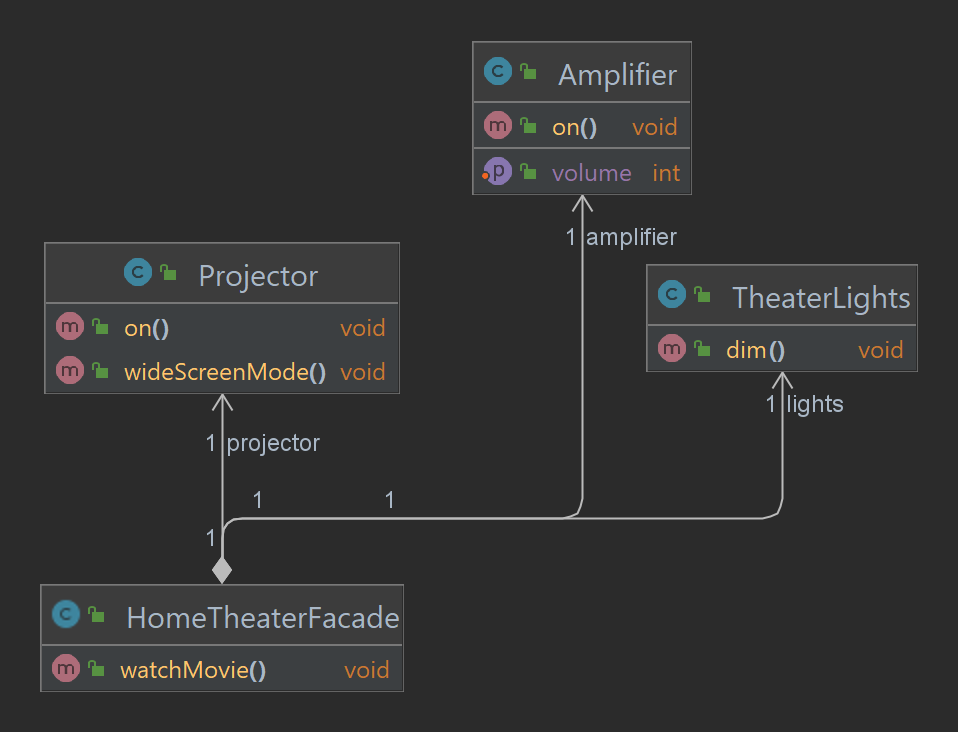 C Amplifier
m on() void
p volume int
1 amplifier
C Projector
m on() void
m wideScreenMode() void
C TheaterLights
m dim() void
1 lights
1 projector
1 1
1
C HomeTheaterFacade
m watchMovie() void